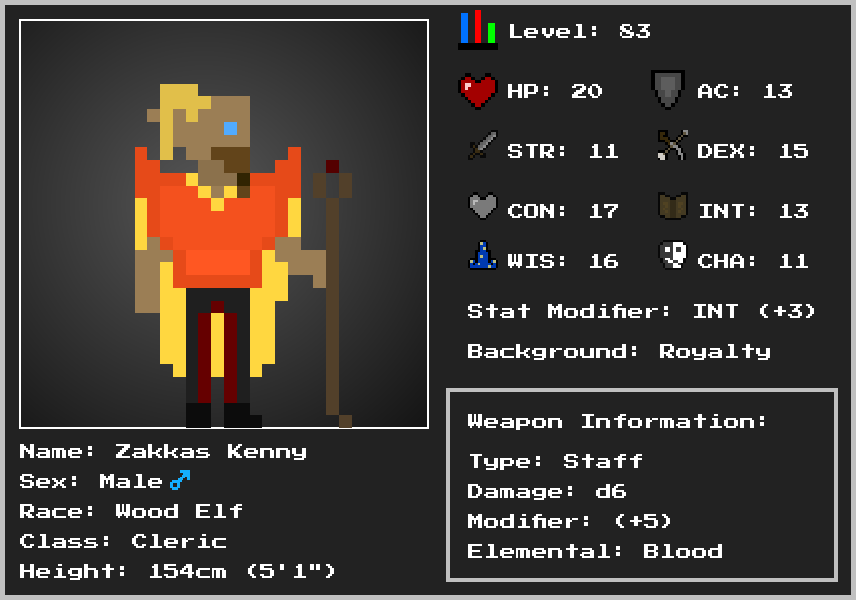 Level: 83
HP: 20
AC: 13
STR: 11
DEX: 15
CON: 17
INT: 13
WIS: 16
CHA: 11
Stat Modifier: INT (+3)
Background: Royalty
Weapon Information:
Type: Staff
Damage: d6
Modifier: (+5)
Elemental: Blood
Name: Zakkas Kenny
Sex: Male ♂
Race: Wood Elf
Class: Cleric
Height: 154cm (5'1")